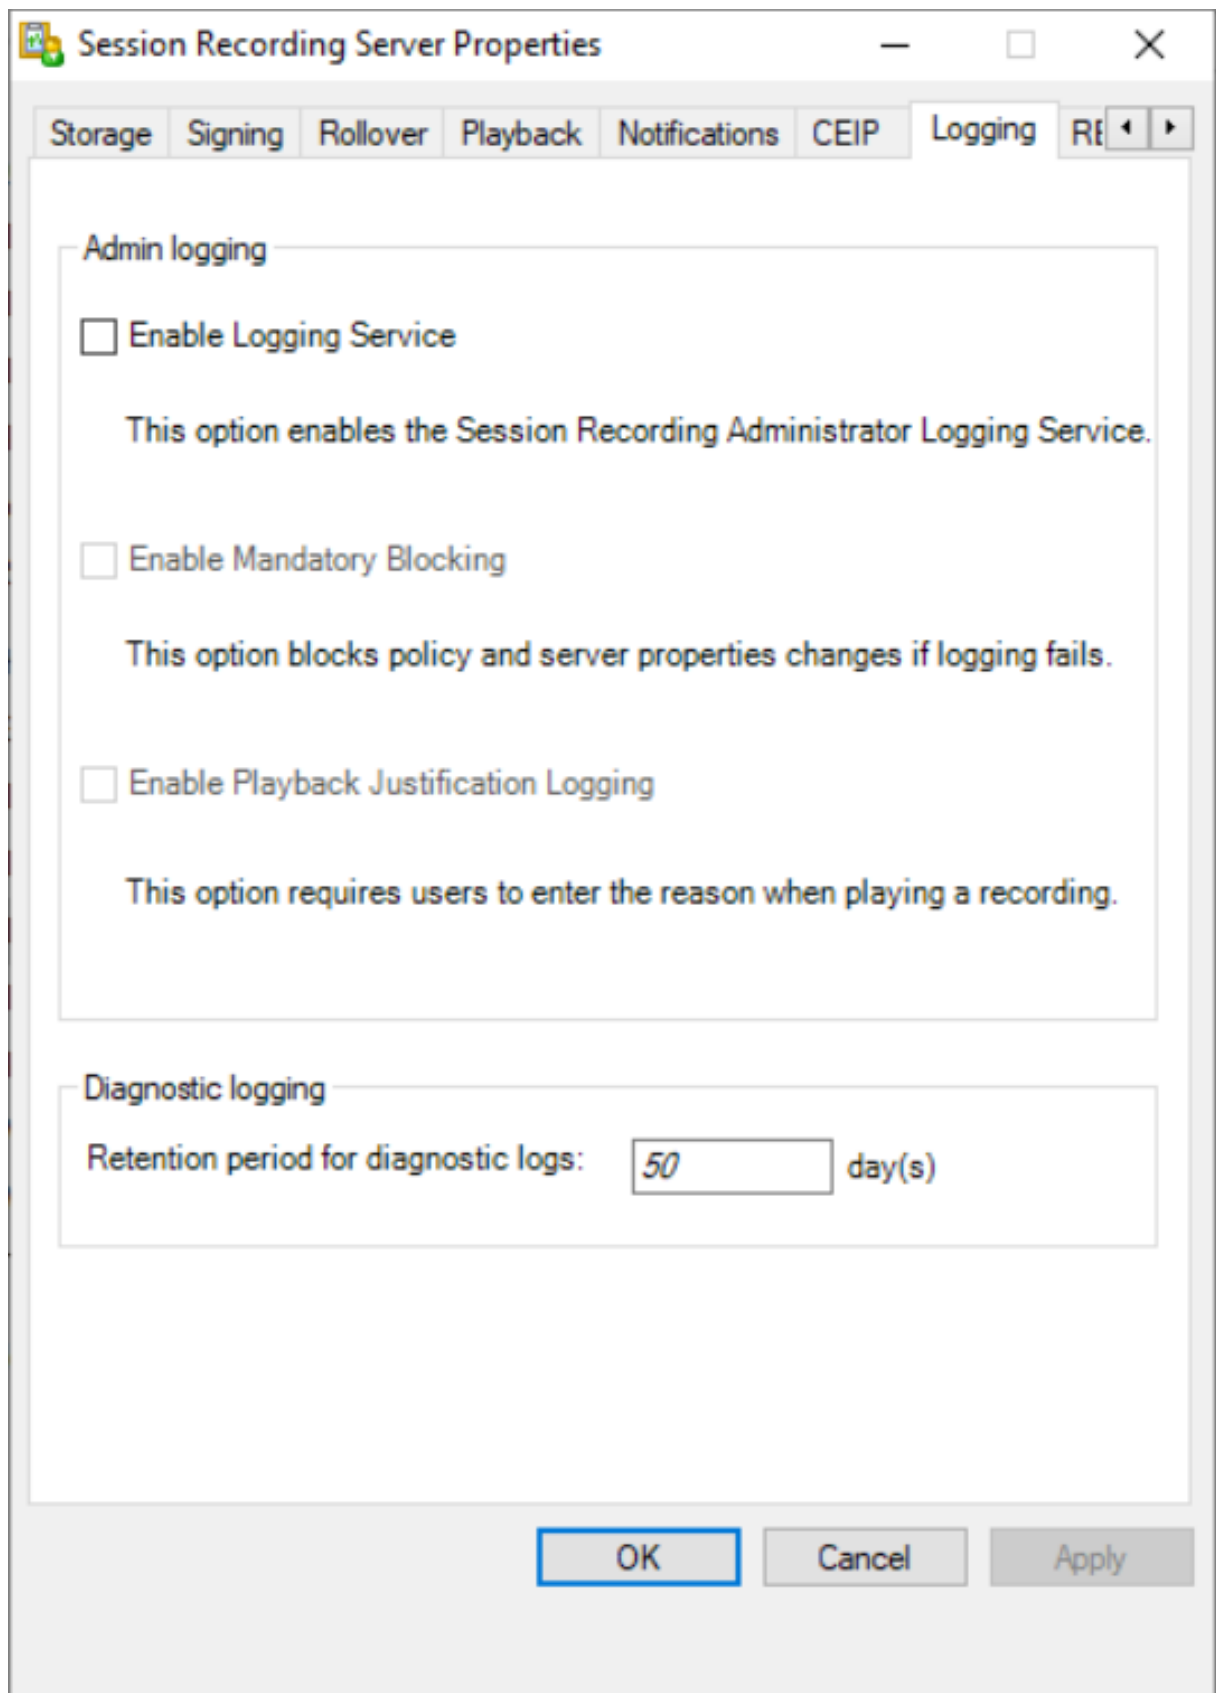 Session Recording Server Properties
Storage Signing Rollover Playback Notifications CEIP Logging
Admin logging
Enable Logging Service
This option enables the Session Recording Administrator Logging Service.
Enable Mandatory Blocking
This option blocks policy and server properties changes if logging fails.
Enable Playback Justification Logging
This option requires users to enter the reason when playing a recording.
Diagnostic logging
Retention period for diagnostic logs: 50 day(s)
OK Cancel Apply